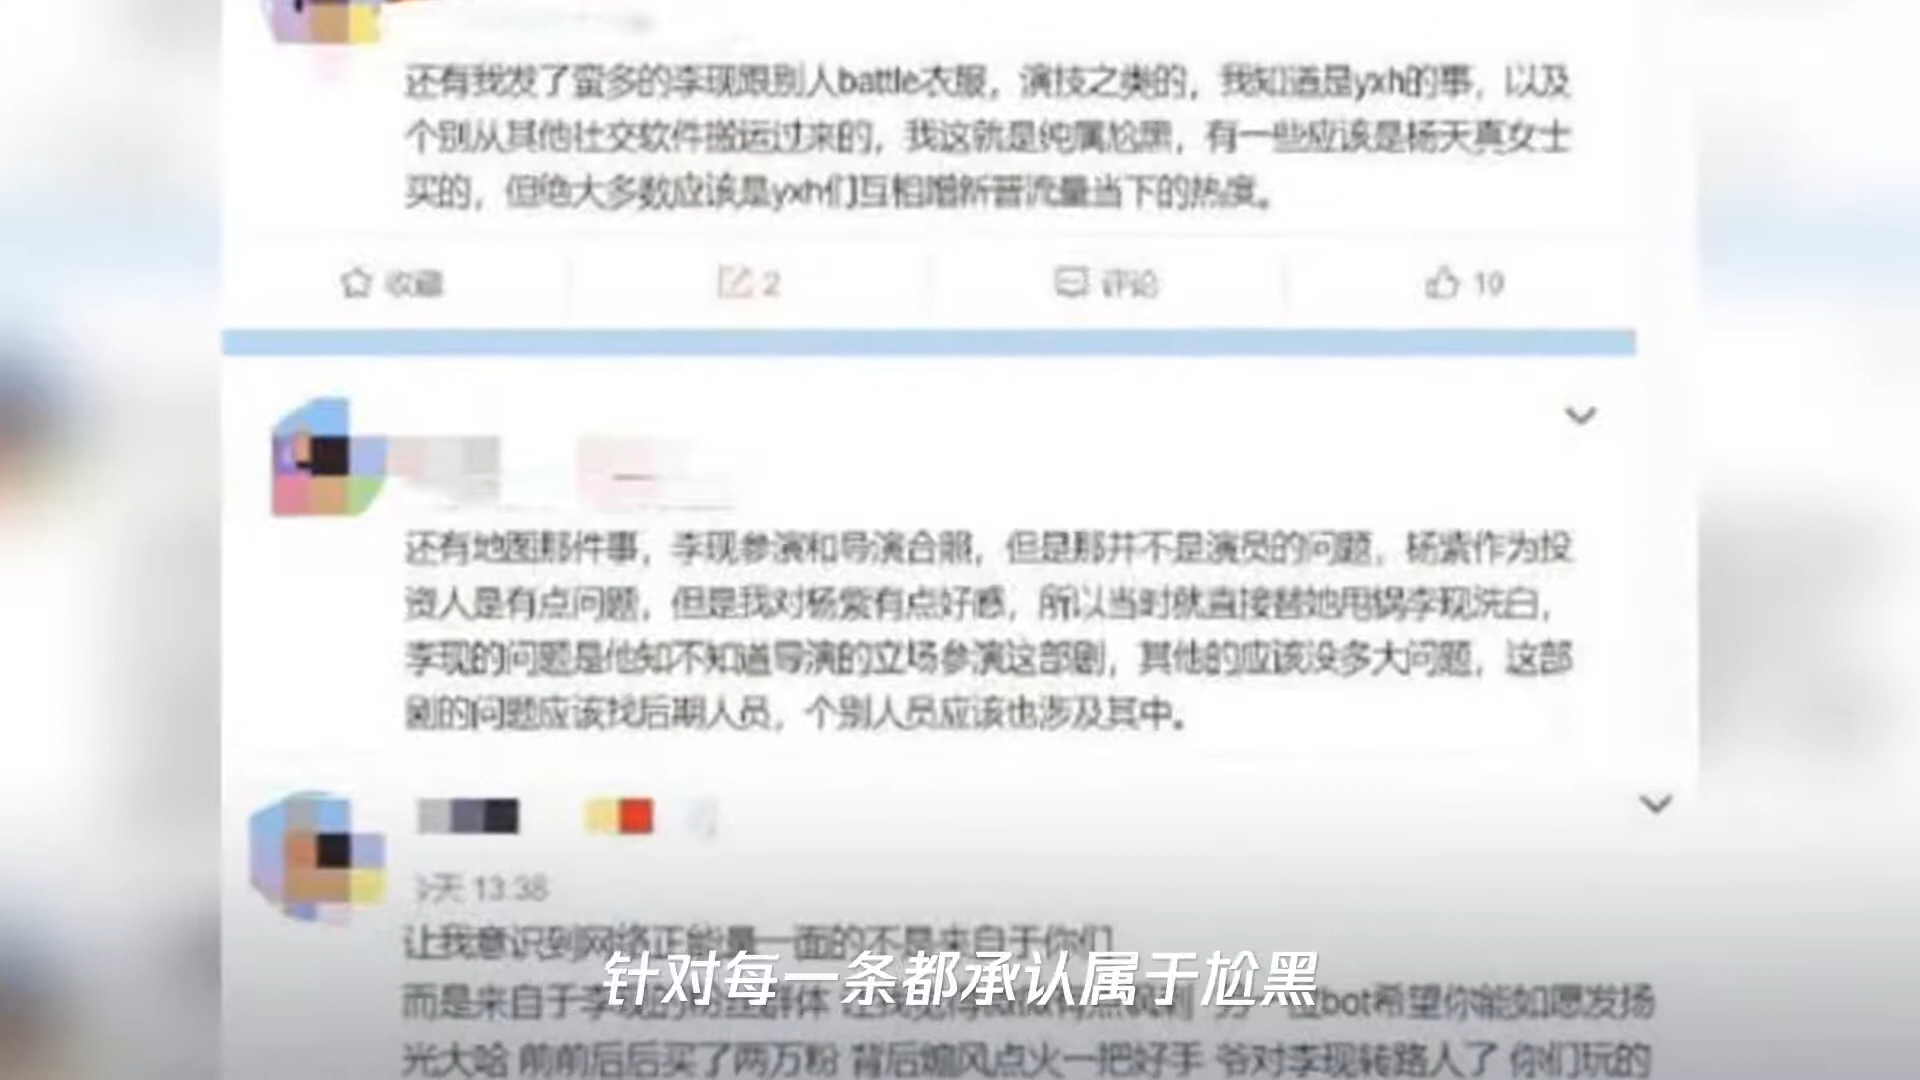 还有我发了蛮多的李现跟别人battle衣服，演技之类的，我知道是yxh的事，以及
个别从其他社交软件搬运过来的，我这就是纯属尬黑，有一些应该是杨天真女士
买的，但绝大多数应该是yxh们互相蹭新晋流量当下的热度。
收藏
2
评论
19
还有地图那件事，李现参演和导演合照，但是那并不是演员的问题，杨紫作为投
资人是有点问题，但是我对杨紫有点好感，所以当时就直接替她甩锅李现洗白，
李现的问题是他知不知道导演的立场参演这部剧，其他的应该没多大问题，这部
剧的问题应该找后期人员，个别人员应该也涉及其中。
今天 13:38
让我意识到网络正能量一面的不是来自于你们
针对每一条都承认属于尬黑
而是来自于李现的粉丝群体 让我觉得 bot希望你能如愿发扬
光大哈 前前后后买了两万粉 背后煽风点火一把好手 爷对李现转路人了 你们玩的